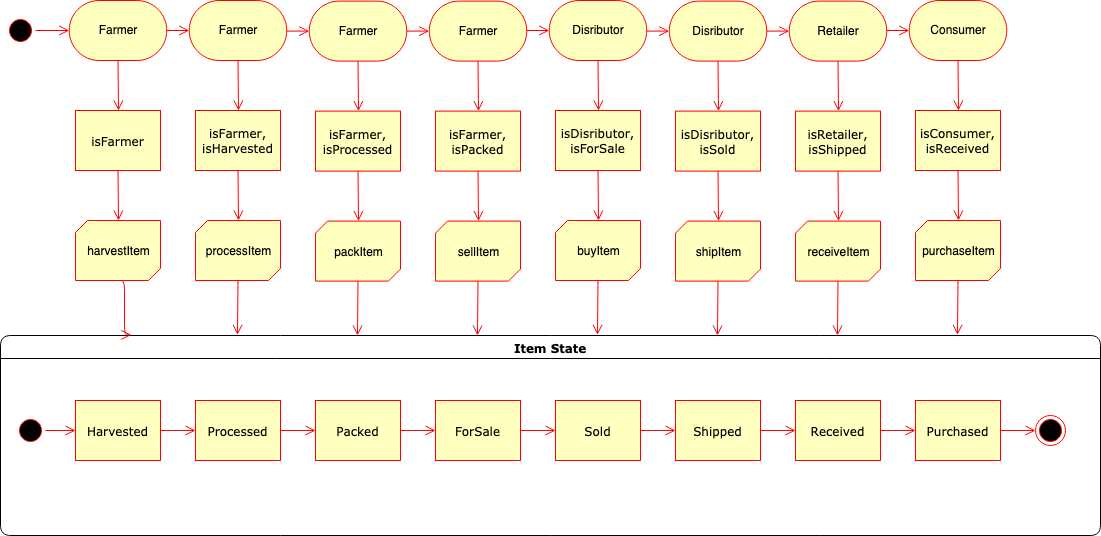 Farmer
Farmer
Farmer
Farmer
Disributor
Disributor
Retailer
Consumer
isFarmer
isFarmer,
isHarvested
isFarmer,
isProcessed
isFarmer,
isPacked
isDisributor,
isForSale
isDisributor,
isSold
isRetailer,
isShipped
isConsumer,
isReceived
harvestItem
processItem
packItem
sellItem
buyItem
shipItem
receiveItem
purchaseItem
Item State
Harvested
Processed
Packed
ForSale
Sold
Shipped
Received
Purchased